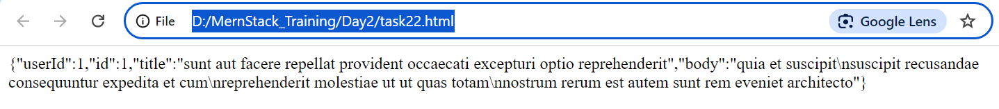 File D:/MernStack_Training/Day2/task22.html Google Lens
{"userId":1,"id":1,"title":"sunt aut facere repellat provident occaecati excepturi optio reprehenderit","body":"quia et suscipit\nsuscipit recusandae
consequuntur expedita et cum\nreprehenderit molestiae ut ut quas totam\nnostrum rerum est autem sunt rem eveniet architecto"}